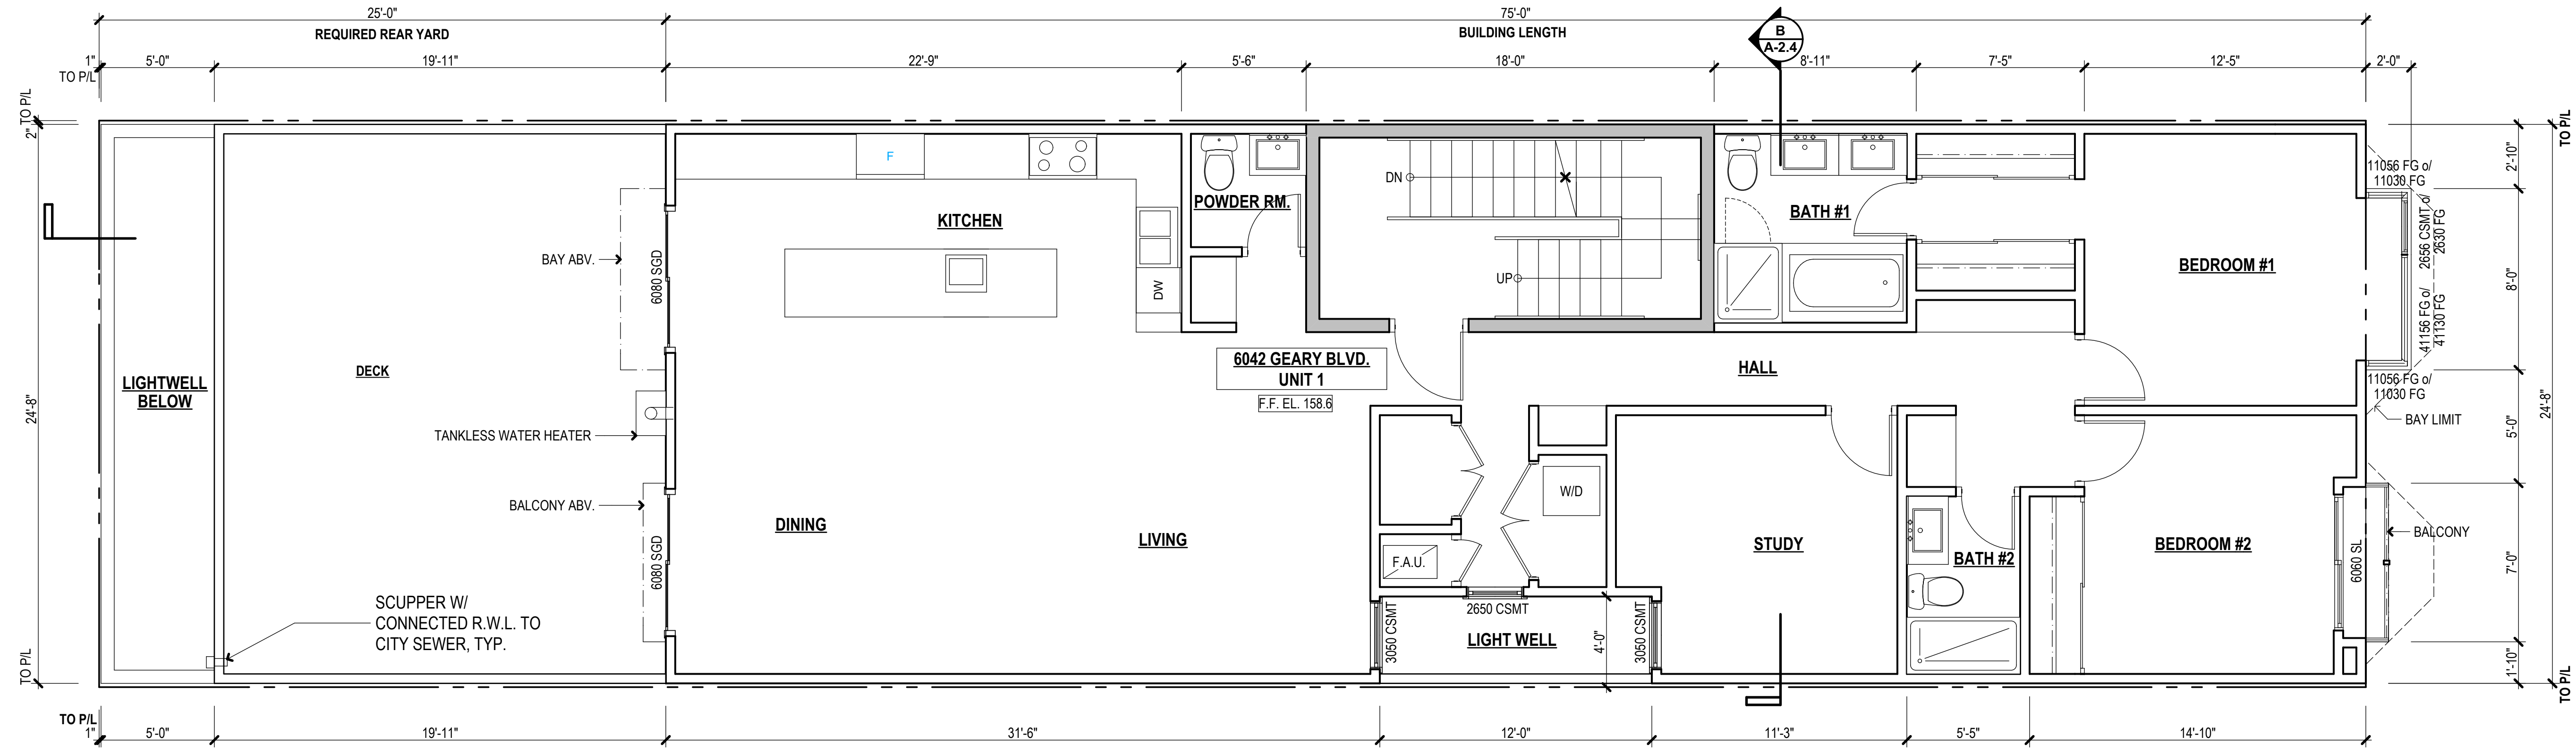 25'-0"
75'-0"
REQUIRED REAR YARD
BUILDING LENGTH
B
A-2.4
1"
TO P/L
5'-0"
19'-11"
22'-9"
5'-6"
18'-0"
8'-11"
7'-5"
12'-5"
2'-0"
TO P/L
2"
24'-8"
TO P/L
LIGHTWELL
BELOW
DECK
BAY ABV.
TANKLESS WATER HEATER
BALCONY ABV.
SCUPPER W/
CONNECTED R.W.L. TO
CITY SEWER, TYP.
6080 SGD
6080 SGD
F
KITCHEN
DW
DINING
LIVING
POWDER RM.
DN
UP
6042 GEARY BLVD.
UNIT 1
F.F. EL. 158.6
BATH #1
HALL
BEDROOM #1
W/D
F.A.U.
2650 CSMT
3050 CSMT
3050 CSMT
LIGHT WELL
4'-0"
STUDY
BATH #2
BEDROOM #2
6060 SL
11056 FG o/
11030 FG
2656 CSMT o/
2630 FG
41156 FG o/
41130 FG
11056 FG o/
11030 FG
BAY LIMIT
BALCONY
TO P/L
2'-10"
8'-0"
5'-0"
7'-0"
1'-10"
24'-8"
TO P/L
TO P/L
1"
5'-0"
19'-11"
31'-6"
12'-0"
11'-3"
5'-5"
14'-10"